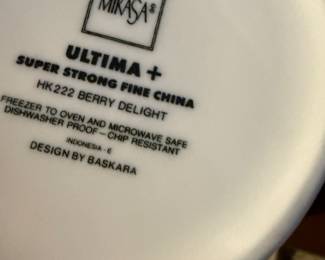 MIKASA®
ULTIMA +
SUPER STRONG FINE CHINA
HK222 BERRY DELIGHT
FREEZER TO OVEN AND MICROWAVE SAFE
DISHWASHER PROOF—CHIP RESISTANT
INDONESIA - E
DESIGN BY BASKARA